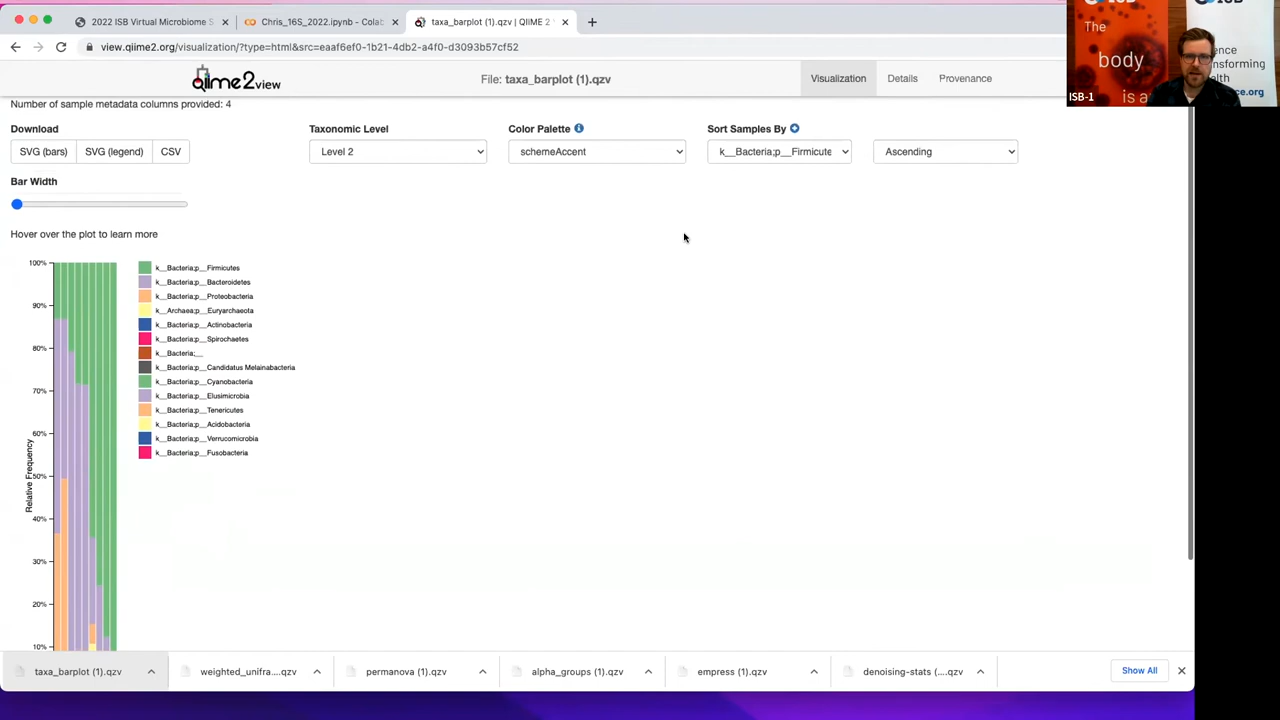 2022 ISB Virtual Microbiome S
Chris_16S_2022.ipynb - Colab
taxa_barplot (1).qzv | QIIME 2
view.qiime2.org/visualization/?type=html&src=eaaf6ef0-1b21-4db2-a4f0-d3093b57cf52
qiime2view
File: taxa_barplot (1).qzv
Visualization
Details
Provenance
The
body
is a
ISB-1
Number of sample metadata columns provided: 4
Download
Taxonomic Level
Color Palette
Sort Samples By
SVG (bars)
SVG (legend)
CSV
Level 2
schemeAccent
k__Bacteria;p__Firmicute
Ascending
Bar Width
Hover over the plot to learn more
100%
90%
80%
70%
60%
50%
40%
30%
20%
10%
Relative Frequency
k__Bacteria;p__Firmicutes
k__Bacteria;p__Bacteroidetes
k__Bacteria;p__Proteobacteria
k__Archaea;p__Euryarchaeota
k__Bacteria;p__Actinobacteria
k__Bacteria;p__Spirochaetes
k__Bacteria;__
k__Bacteria;p__Candidatus Melainabacteria
k__Bacteria;p__Cyanobacteria
k__Bacteria;p__Elusimicrobia
k__Bacteria;p__Tenericutes
k__Bacteria;p__Acidobacteria
k__Bacteria;p__Verrucomicrobia
k__Bacteria;p__Fusobacteria
taxa_barplot (1).qzv
weighted_unifra....qzv
permanova (1).qzv
alpha_groups (1).qzv
empress (1).qzv
denoising-stats (....qzv
Show All